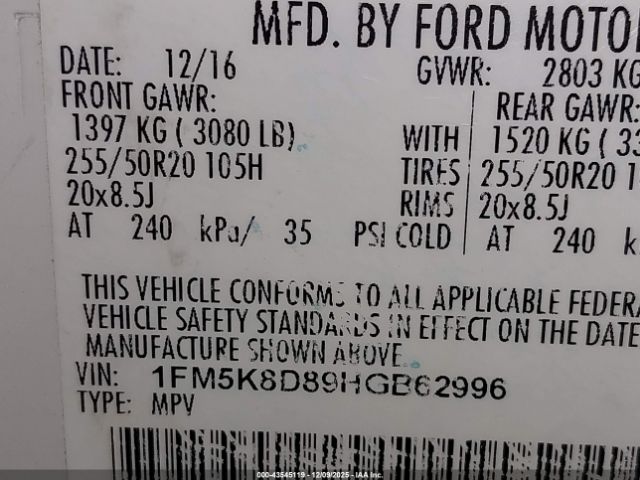 MFD. BY FORD MOTO
DATE: 12/16 GVWR: 2803 KG
FRONT GAWR: REAR GAWR:
1397 KG ( 3080 LB) WITH 1520 KG ( 33
255/50R20 105H TIRES 255/50R20 1
20x8.5J RIMS 20x8.5J
AT 240 kPa/ 35 PSI COLD AT 240 k
THIS VEHICLE CONFORMS TO ALL APPLICABLE FEDERA
VEHICLE SAFETY STANDARDS IN EFFECT ON THE DATE
MANUFACTURE SHOWN ABOVE.
VIN: 1FM5K8D89HGB62996
TYPE: MPV
000-43545119 - 12/09/2025 - IAA Inc.